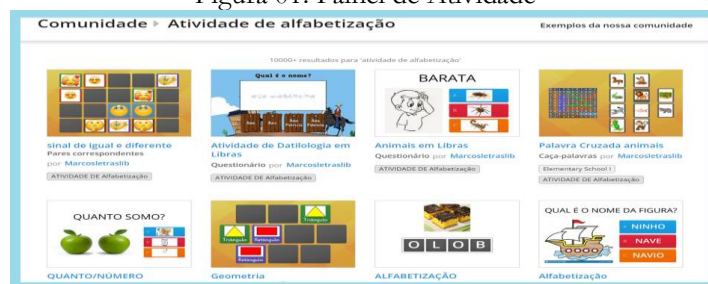 Figura 01: Painel de Atividade
Comunidade Atividade de alfabetização
Exemplos da nossa comunidade
10000+ resultados para 'atividade de alfabetização'
Qual é o nome?
BARATA
sinal de igual e diferente
Pares correspondentes
por Marcosletraslib
ATIVIDADE DE Alfabetização
Atividade de Datilologia em
Libras
Questionário por Marcosletraslib
ATIVIDADE DE Alfabetização
Animais em Libras
Questionário por Marcosletraslib
ATIVIDADE DE Alfabetização
Palavra Cruzada animais
Caça-palavras por Marcosletraslib
Elementary School I
ATIVIDADE DE Alfabetização
QUANTO SOMO?
QUANTO/NÚMERO
Triângulo
Triângulo
Retângulo
Retângulo
Geometria
O L O B
ALFABETIZAÇÃO
QUAL É O NOME DA FIGURA?
NINHO
NAVE
NAVIO
Alfabetização